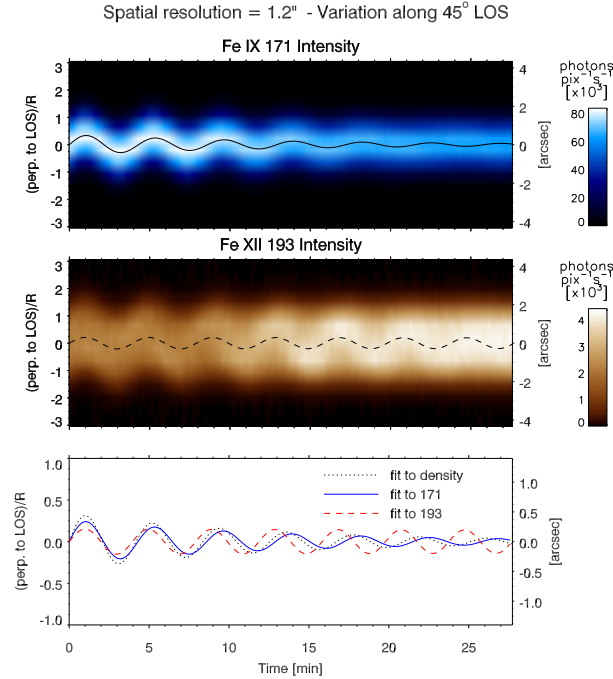 Spatial resolution = 1.2" - Variation along 45° LOS
Fe IX 171 Intensity
(perp. to LOS)/R
3
2
1
0
-1
-2
-3
4
2
0
-2
-4
[arcsec]
photons
pix⁻¹s⁻¹
[x10³]
80
60
40
20
0
Fe XII 193 Intensity
(perp. to LOS)/R
3
2
1
0
-1
-2
-3
4
2
0
-2
-4
[arcsec]
photons
pix⁻¹s⁻¹
[x10³]
4
3
2
1
0
(perp. to LOS)/R
1.0
0.5
0.0
-0.5
-1.0
fit to density
fit to 171
fit to 193
1.0
0.5
0.0
-0.5
-1.0
[arcsec]
0 5 10 15 20 25
Time [min]